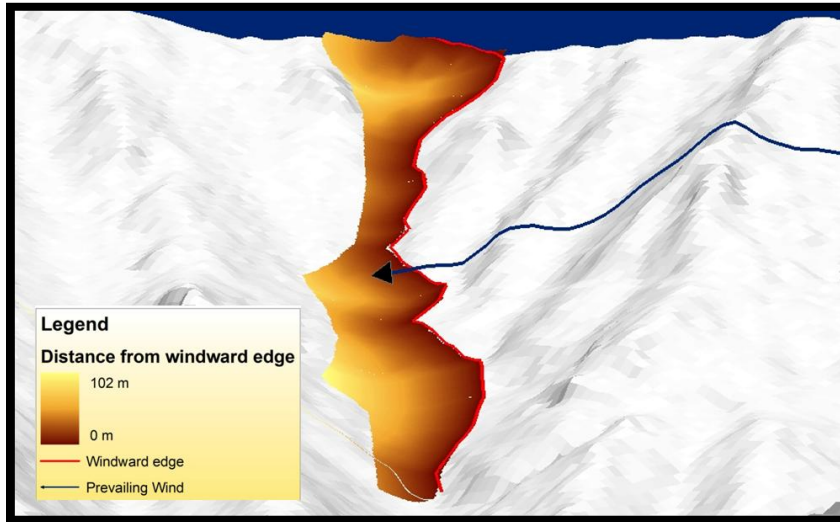 Legend
Distance from windward edge
102 m
0 m
Windward edge
Prevailing Wind